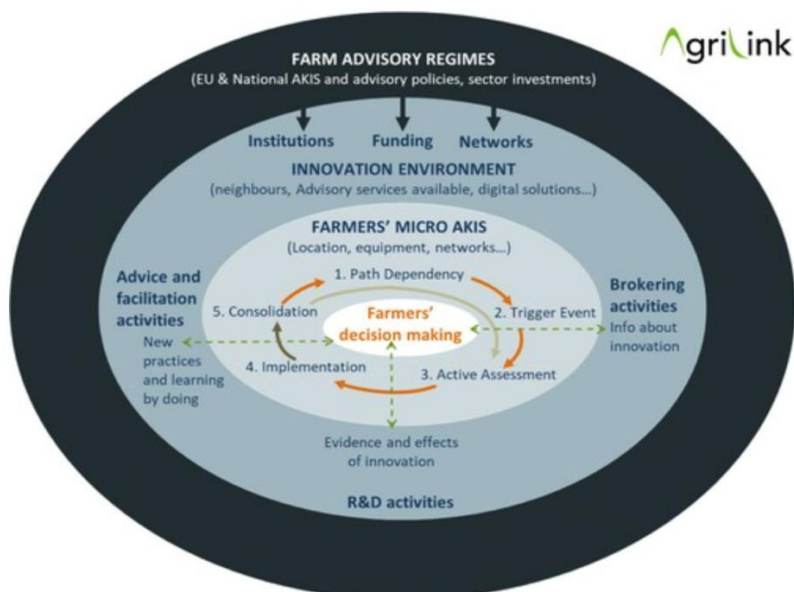 AgriLink
FARM ADVISORY REGIMES
(EU & National AKIS and advisory policies, sector investments)
Institutions
Funding
Networks
INNOVATION ENVIRONMENT
(neighbours, Advisory services available, digital solutions...)
FARMERS' MICRO AKIS
(Location, equipment, networks...)
1. Path Dependency
Advice and
facilitation
activities
Brokering
activities
5. Consolidation
Farmers'
decision making
2. Trigger Event
New
practices
and learning
by doing
Info about
innovation
4. Implementation
3. Active Assessment
Evidence and effects
of innovation
R&D activities